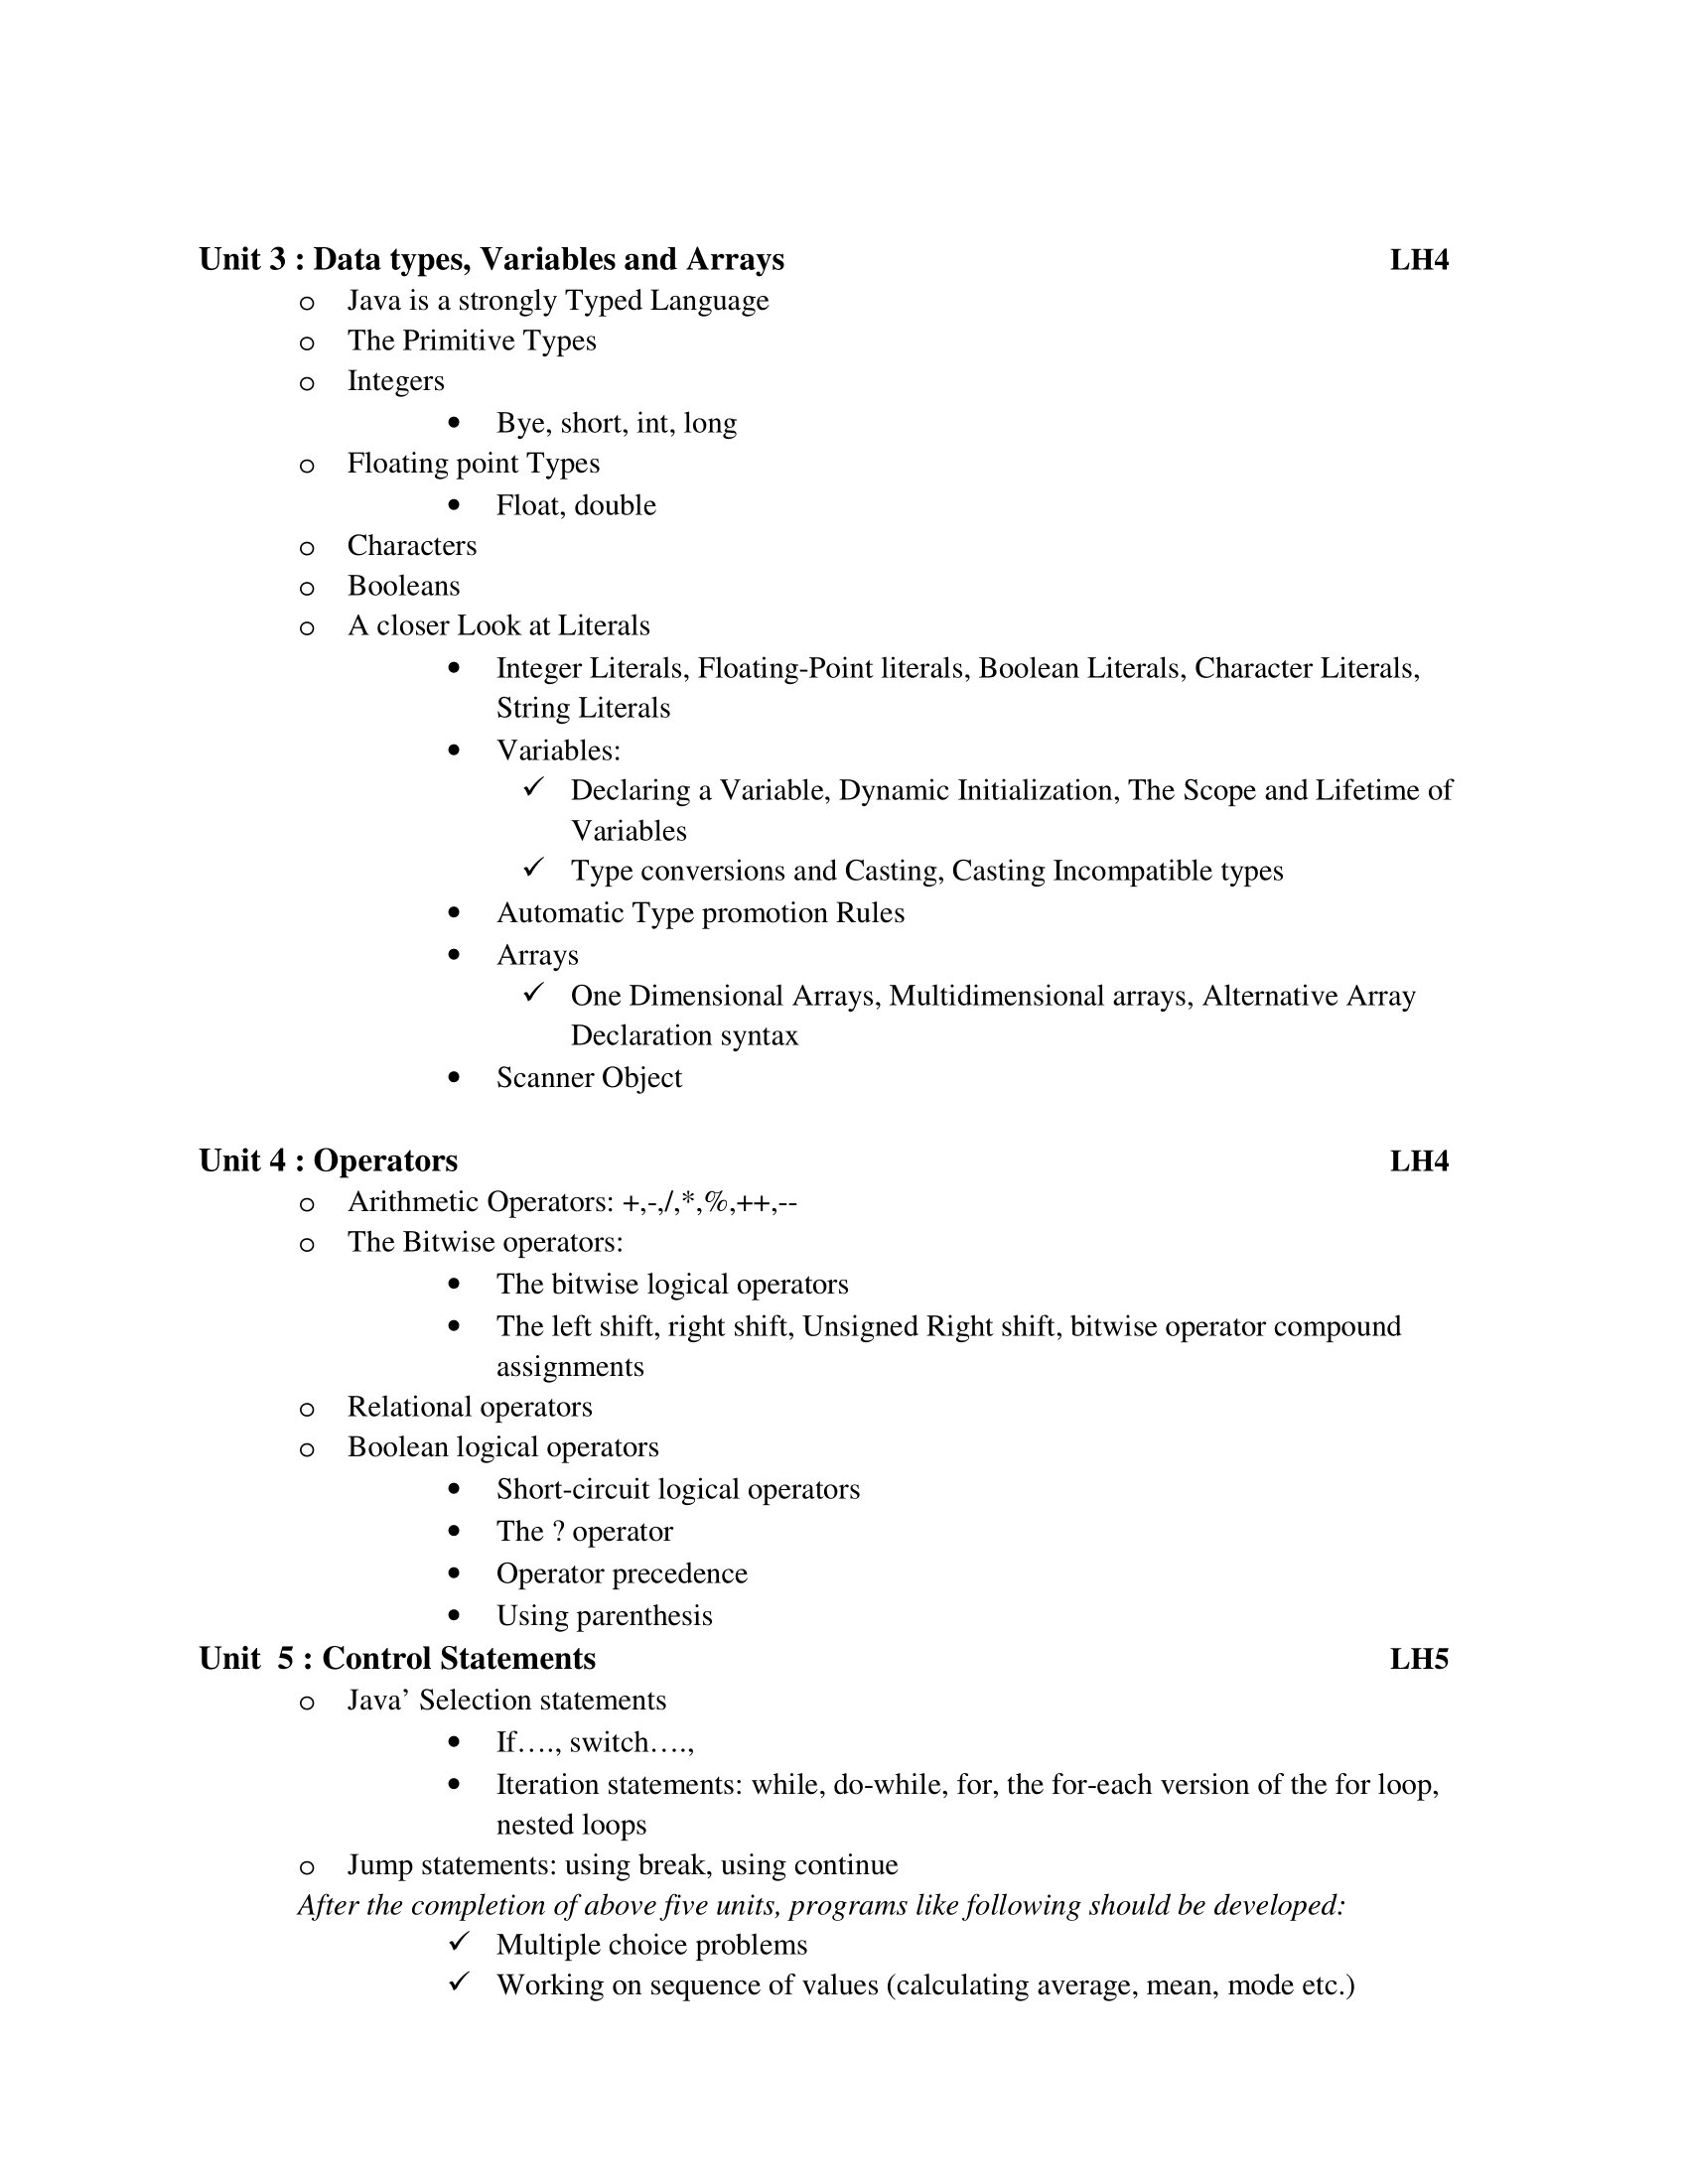 Unit 3 : Data types, Variables and Arrays LH4
o Java is a strongly Typed Language
o The Primitive Types
o Integers
• Bye, short, int, long
o Floating point Types
• Float, double
o Characters
o Booleans
o A closer Look at Literals
• Integer Literals, Floating-Point literals, Boolean Literals, Character Literals,
String Literals
• Variables:
✓ Declaring a Variable, Dynamic Initialization, The Scope and Lifetime of
Variables
✓ Type conversions and Casting, Casting Incompatible types
• Automatic Type promotion Rules
• Arrays
✓ One Dimensional Arrays, Multidimensional arrays, Alternative Array
Declaration syntax
• Scanner Object
Unit 4 : Operators LH4
o Arithmetic Operators: +,-,/,*,%,++,--
o The Bitwise operators:
• The bitwise logical operators
• The left shift, right shift, Unsigned Right shift, bitwise operator compound
assignments
o Relational operators
o Boolean logical operators
• Short-circuit logical operators
• The ? operator
• Operator precedence
• Using parenthesis
Unit  5 : Control Statements LH5
o Java’ Selection statements
• If…., switch….,
• Iteration statements: while, do-while, for, the for-each version of the for loop,
nested loops
o Jump statements: using break, using continue
After the completion of above five units, programs like following should be developed:
✓ Multiple choice problems
✓ Working on sequence of values (calculating average, mean, mode etc.)